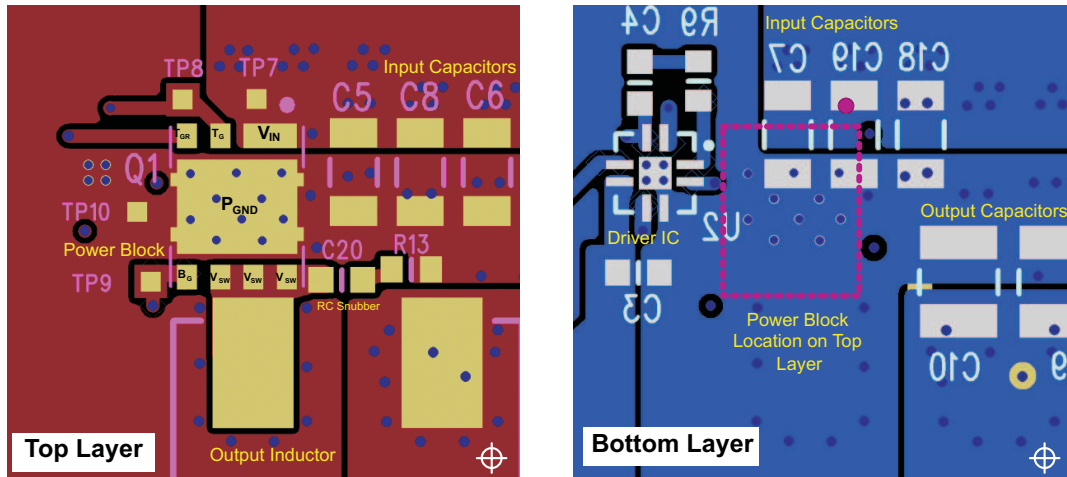 TP8
TP7
Input Capacitors
C5
C8
C6
TGR
TG
VIN
Q1
PGND
TP10
Power Block
TP9
BG
VSW
VSW
VSW
C20
R13
RC Snubber
Output Inductor
Top Layer
C4
R9
Input Capacitors
C7
C19
C18
Driver IC
U2
Output Capacitors
C3
Power Block
Location on Top
Layer
C10
9
Bottom Layer